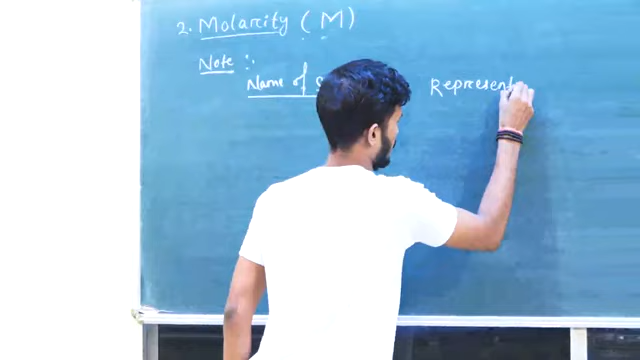 2. Molarity (M)
Note :.
Name of S Represent